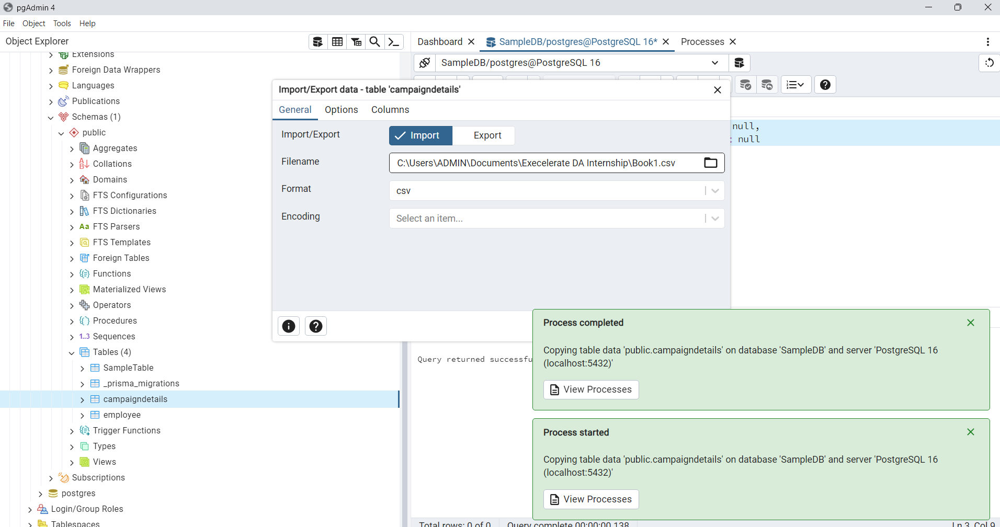 pgAdmin 4
File Object Tools Help
Object Explorer
Dashboard SampleDB/postgres@PostgreSQL 16* Processes
SampleDB/postgres@PostgreSQL 16
Extensions
Foreign Data Wrappers
Languages
Publications
Schemas (1)
public
Aggregates
Collations
Domains
FTS Configurations
FTS Dictionaries
Aa FTS Parsers
FTS Templates
Foreign Tables
Functions
Materialized Views
Operators
Procedures
1..3 Sequences
Tables (4)
SampleTable
_prisma_migrations
campaigndetails
employee
Trigger Functions
Types
Views
Subscriptions
postgres
Login/Group Roles
Tablespaces
Import/Export data - table 'campaigndetails'
General Options Columns
Import/Export Import Export
Filename C:\Users\ADMIN\Documents\Execelerate DA Internship\Book1.csv
Format csv
Encoding Select an item...
null,
null
Query returned
Process completed
Copying table data 'public.campaigndetails' on database 'SampleDB' and server 'PostgreSQL 16
(localhost:5432)'
View Processes
Process started
Copying table data 'public.campaigndetails' on database 'SampleDB' and server 'PostgreSQL 16
(localhost:5432)'
View Processes
Total rows: 0 of 0 Query complete 00:00:00.138 Ln 3, Col 9